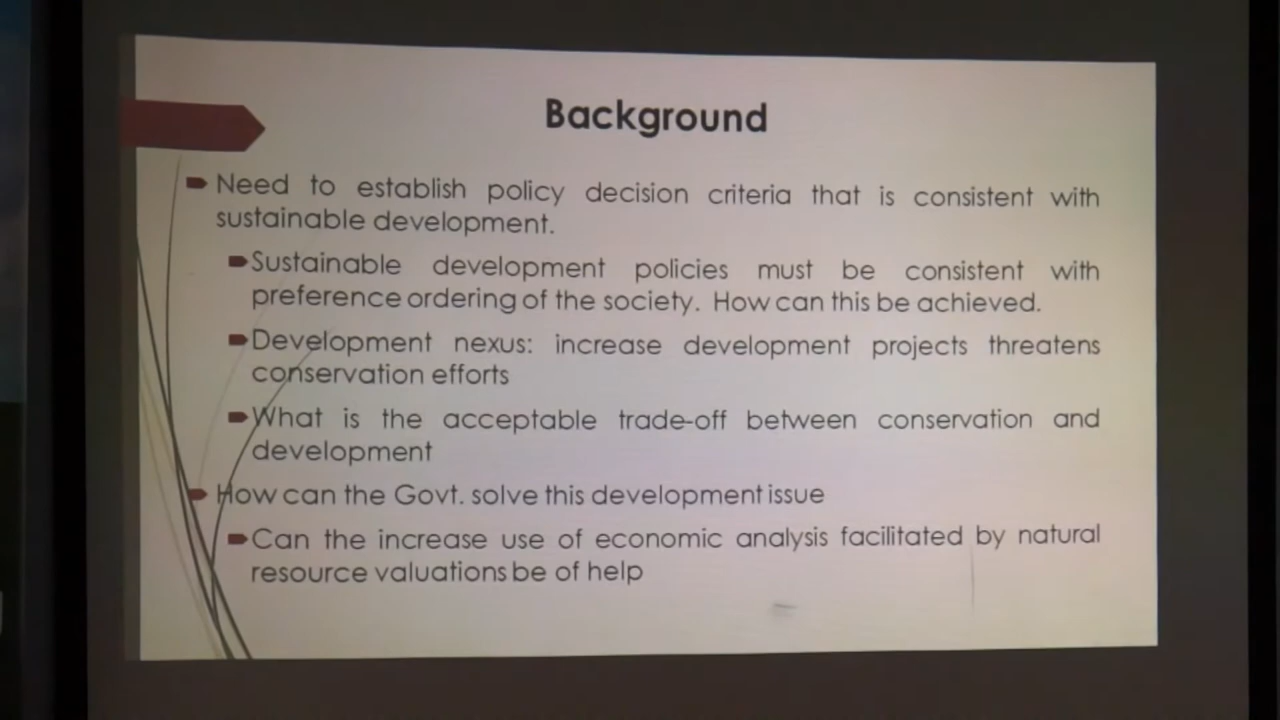 Background
Need to establish policy decision criteria that is consistent with
sustainable development.
Sustainable development policies must be consistent with
preference ordering of the society. How can this be achieved.
Development nexus: increase development projects threatens
conservation efforts
What is the acceptable trade-off between conservation and
development
How can the Govt. solve this development issue
Can the increase use of economic analysis facilitated by natural
resource valuations be of help